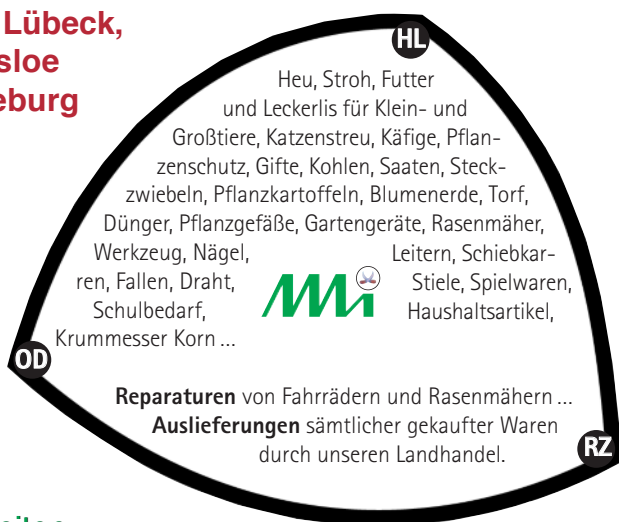 Lübeck,
sloe
eburg
HL
Heu, Stroh, Futter
und Leckerlis für Klein- und
Großtiere, Katzenstreu, Käfige, Pflan-
zenschutz, Gifte, Kohlen, Saaten, Steck-
zwiebeln, Pflanzkartoffeln, Blumenerde, Torf,
Dünger, Pflanzgefäße, Gartengeräte, Rasenmäher,
Werkzeug, Nägel, Leitern, Schiebkar-
ren, Fallen, Draht, Stiele, Spielwaren,
Schulbedarf, Haushaltsartikel,
Krummesser Korn ...
OD
Reparaturen von Fahrrädern und Rasenmähern ...
Auslieferungen sämtlicher gekaufter Waren
durch unseren Landhandel.
RZ